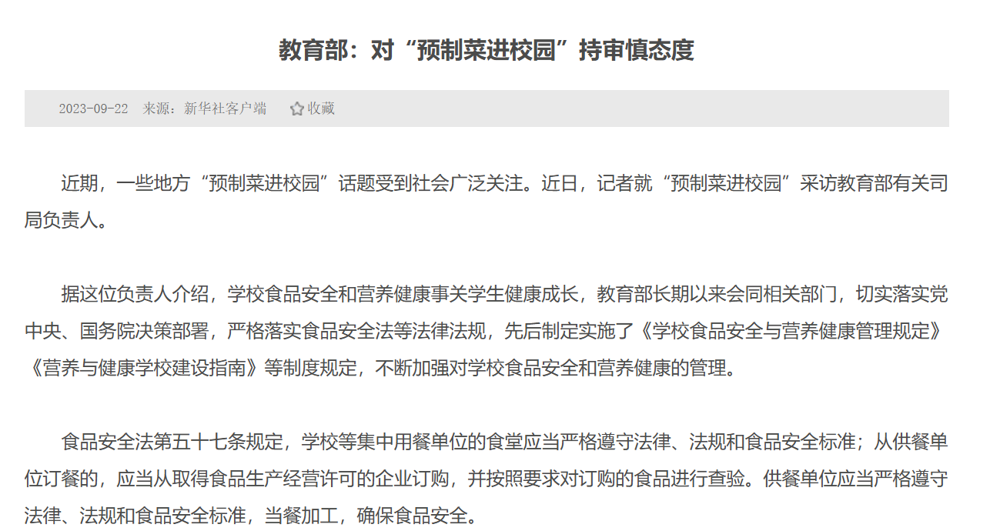 教育部：对“预制菜进校园”持审慎态度
2023-09-22 来源：新华社客户端 收藏
近期，一些地方“预制菜进校园”话题受到社会广泛关注。近日，记者就“预制菜进校园”采访教育部有关司
局负责人。
据这位负责人介绍，学校食品安全和营养健康事关学生健康成长，教育部长期以来会同相关部门，切实落实党
中央、国务院决策部署，严格落实食品安全法等法律法规，先后制定实施了《学校食品安全与营养健康管理规定》
《营养与健康学校建设指南》等制度规定，不断加强对学校食品安全和营养健康的管理。
食品安全法第五十七条规定，学校等集中用餐单位的食堂应当严格遵守法律、法规和食品安全标准；从供餐单
位订餐的，应当从取得食品生产经营许可的企业订购，并按照要求对订购的食品进行查验。供餐单位应当严格遵守
法律、法规和食品安全标准，当餐加工，确保食品安全。